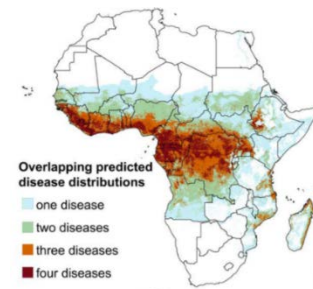 Overlapping predicted
disease distributions
one disease
two diseases
three diseases
four diseases